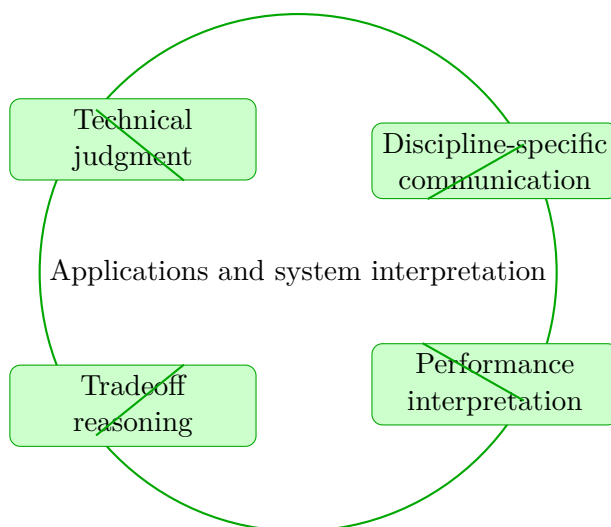 Technical
judgment
Discipline-specific
communication
Applications and system interpretation
Tradeoff
reasoning
Performance
interpretation